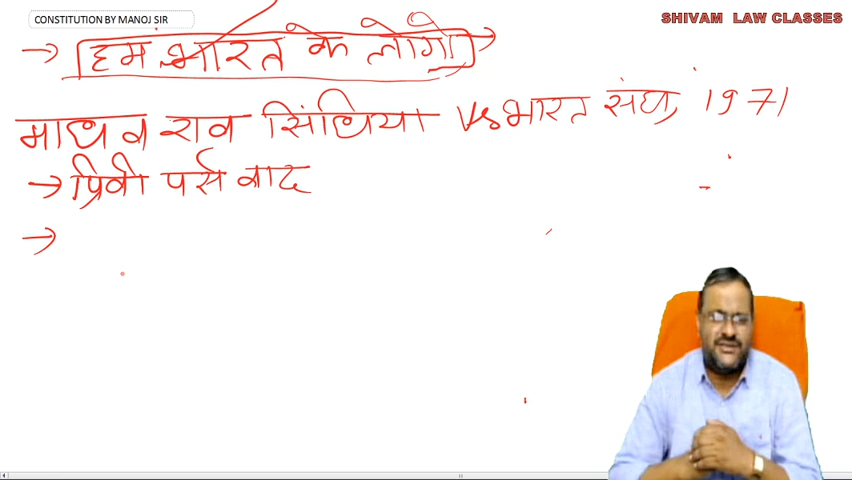 CONSTITUTION BY MANOJ SIR
SHIVAM LAW CLASSES
→ हम भारत के लोग
माधव राव सिंधिया Vs भारत संघ, 1971
→ प्रिवी पर्स वाद
→